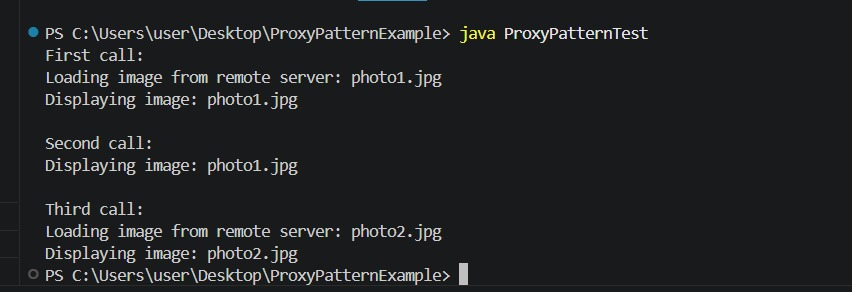 PS C:\Users\user\Desktop\ProxyPatternExample> java ProxyPatternTest
First call:
Loading image from remote server: photo1.jpg
Displaying image: photo1.jpg
Second call:
Displaying image: photo1.jpg
Third call:
Loading image from remote server: photo2.jpg
Displaying image: photo2.jpg
PS C:\Users\user\Desktop\ProxyPatternExample>